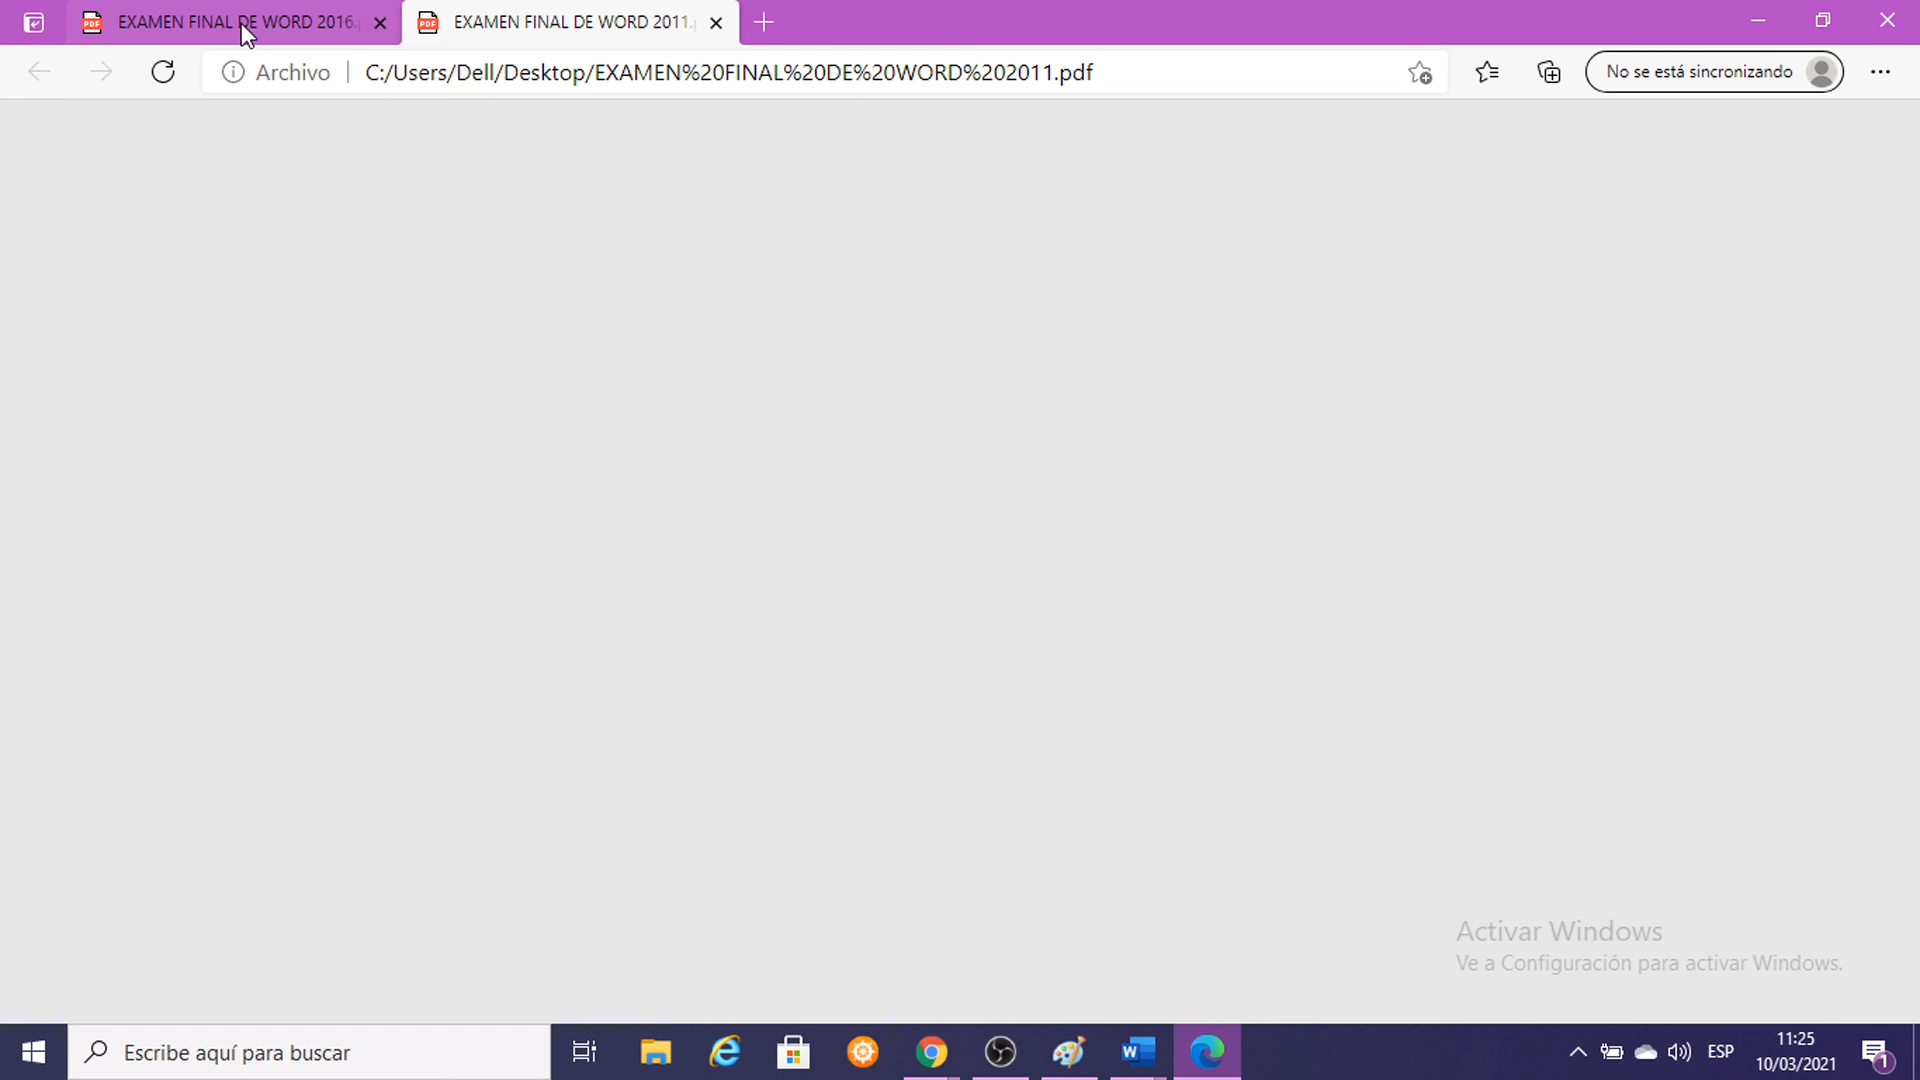 EXAMEN FINAL DE WORD 2016.
EXAMEN FINAL DE WORD 2011.
Archivo
C:/Users/Dell/Desktop/EXAMEN%20FINAL%20DE%20WORD%202011.pdf
No se está sincronizando
Activar Windows
Ve a Configuración para activar Windows.
Escribe aquí para buscar
ESP
11:25
10/03/2021
1